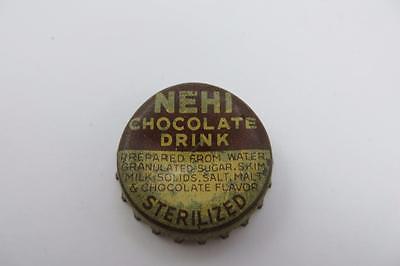 NEHI
CHOCOLATE
DRINK
PREPARED FROM WATER,
GRANULATED SUGAR, SKIM
MILK SOLIDS, SALT, MALT
& CHOCOLATE FLAVOR
STERILIZED